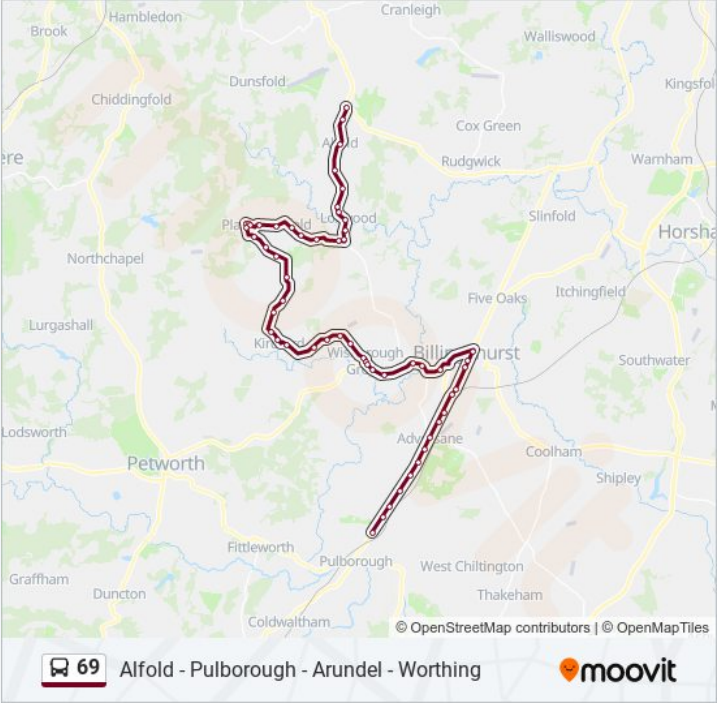 Cranleigh
Hambledon
Brook
Walliswood
Dunsfold
Kingsfol
Chiddingfold
Cox Green
ere
Rudgwick
Warnham
Slinfold
Horsha
Northchapel
Itchingfield
Five Oaks
Lurgashall
Southwater
Lodsworth
Petworth
Coolham
Shipley
Fittleworth
Pulborough
West Chiltington
Graffham
Duncton
Thakeham
Coldwaltham
© OpenStreetMap contributors | © OpenMapTiles
69 Alfold - Pulborough - Arundel - Worthing
moovit